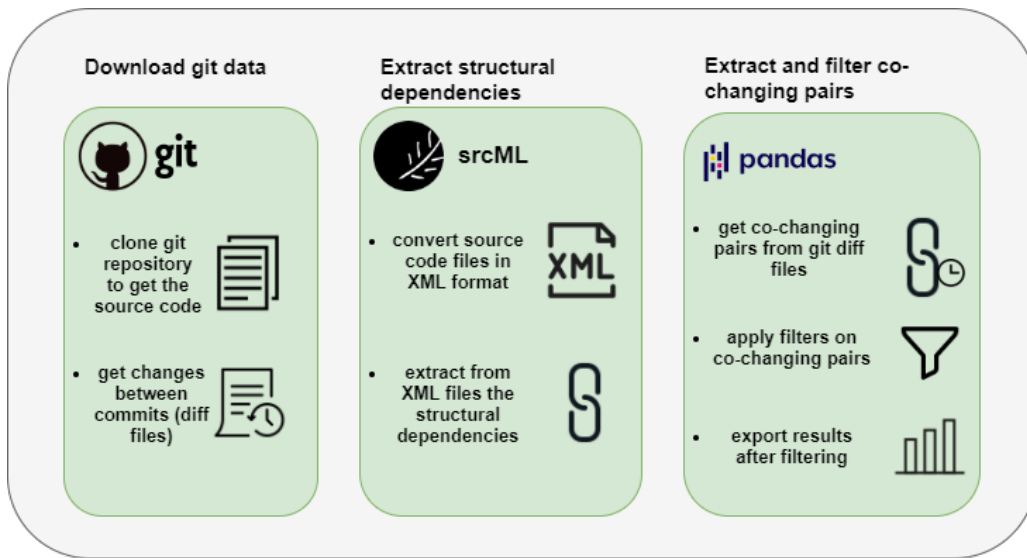 Download git data
git
• clone git
repository
to get the
source code
• get changes
between
commits (diff
files)
Extract structural
dependencies
srcML
• convert source
code files in
XML format
XML
• extract from
XML files the
structural
dependencies
Extract and filter co-
changing pairs
pandas
• get co-changing
pairs from git diff
files
• apply filters on
co-changing pairs
• export results
after filtering